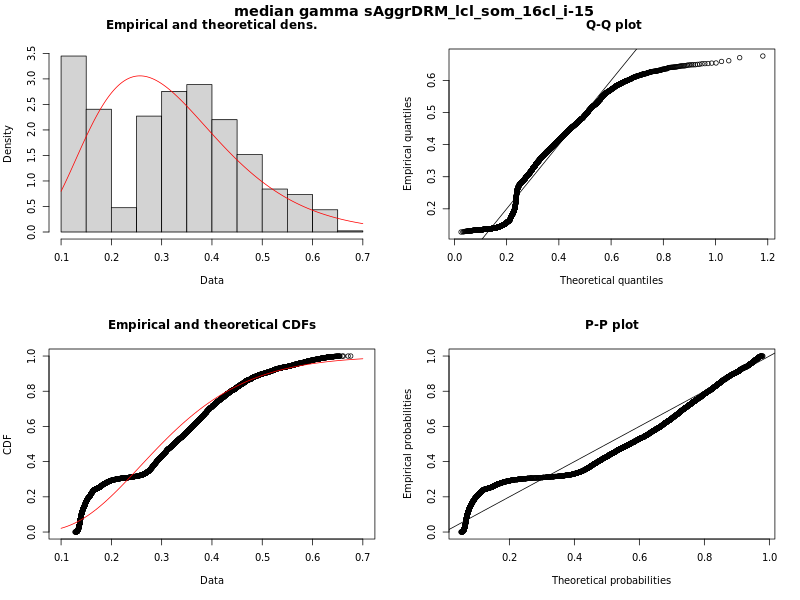 median gamma sAggrDRM_lcl_som_16cl_i-15
Empirical and theoretical dens.
Density
0.0 0.5 1.0 1.5 2.0 2.5 3.0 3.5
0.1 0.2 0.3 0.4 0.5 0.6 0.7
Data
Q-Q plot
Empirical quantiles
0.2 0.3 0.4 0.5 0.6
0.0 0.2 0.4 0.6 0.8 1.0 1.2
Theoretical quantiles
Empirical and theoretical CDFs
CDF
0.0 0.2 0.4 0.6 0.8 1.0
0.1 0.2 0.3 0.4 0.5 0.6 0.7
Data
P-P plot
Empirical probabilities
0.0 0.2 0.4 0.6 0.8 1.0
0.2 0.4 0.6 0.8 1.0
Theoretical probabilities